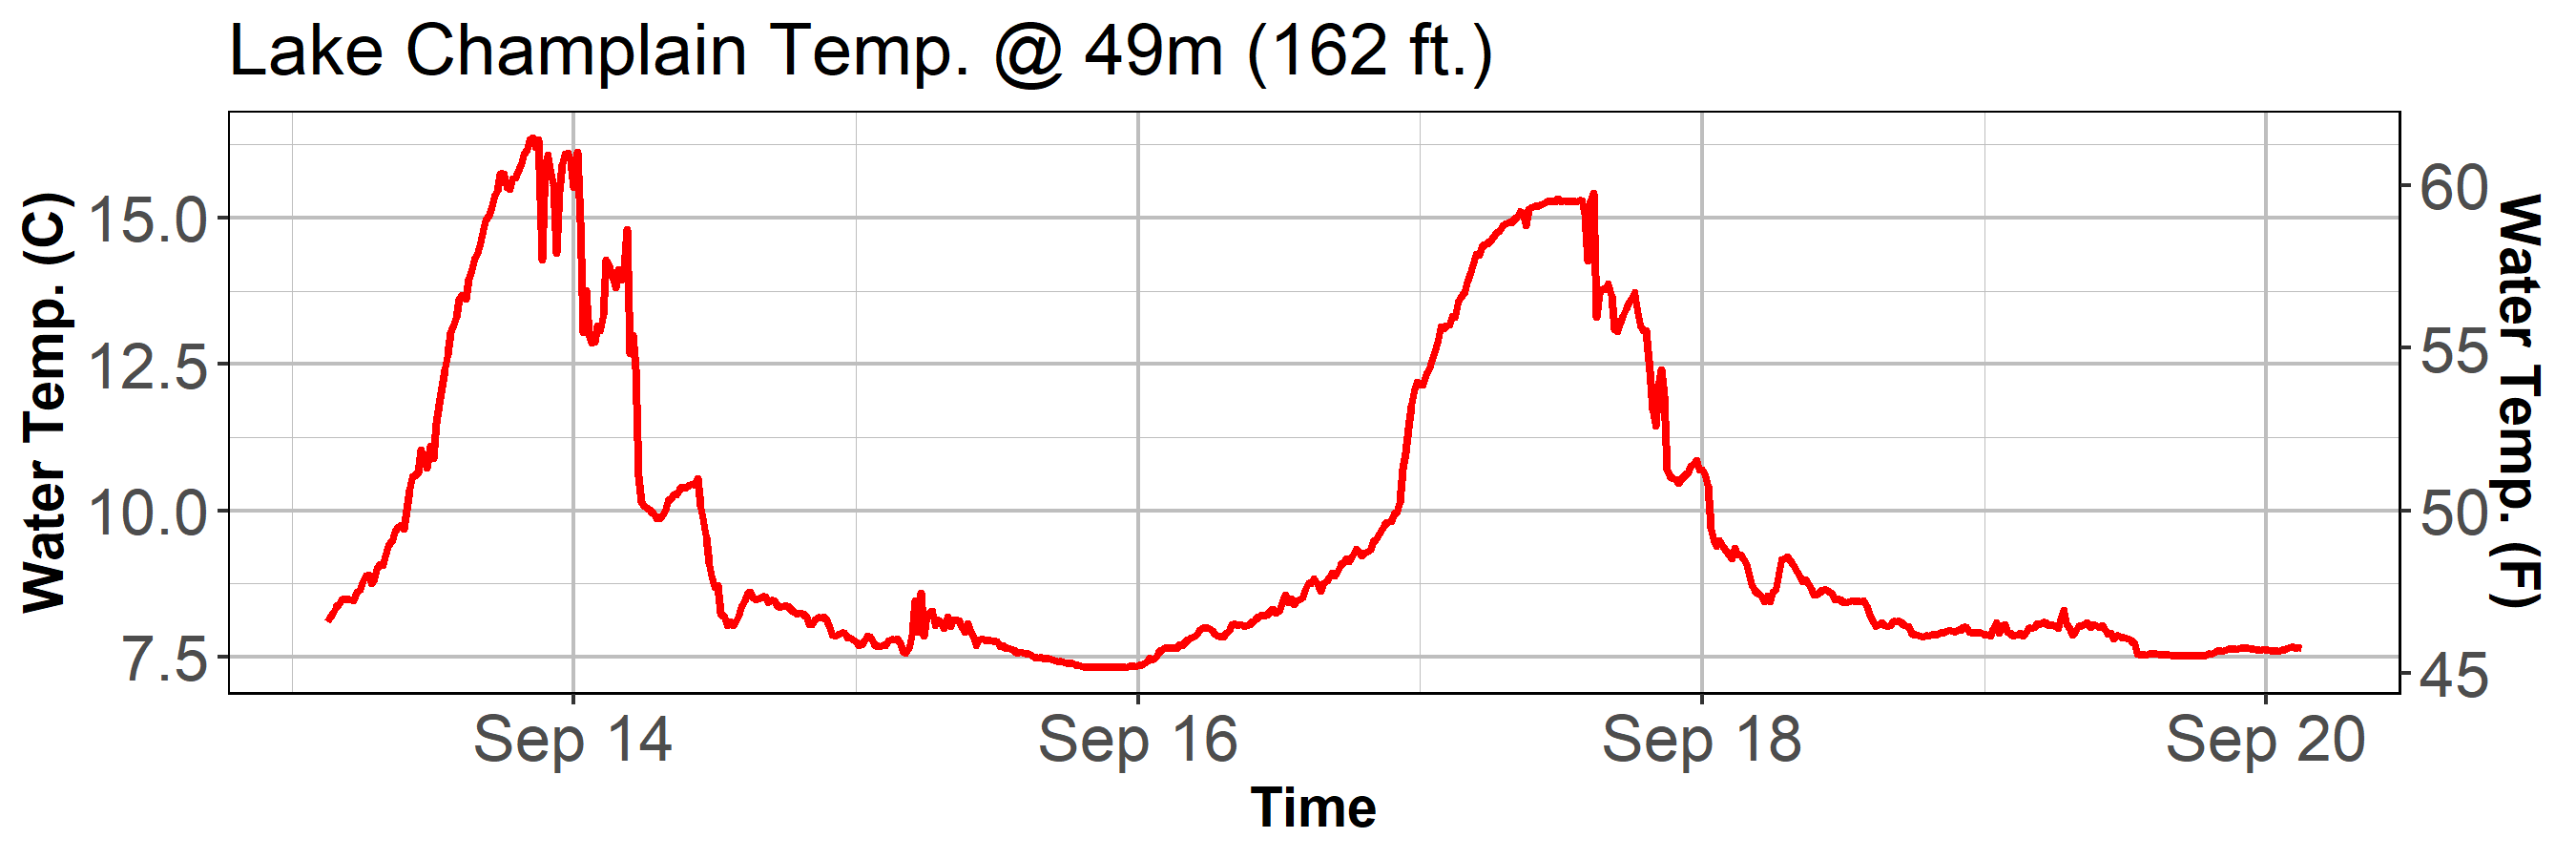 Lake Champlain Temp. @ 49m (162 ft.)
Water Temp. (C)
15.0
12.5
10.0
7.5
60
55
50
45
Water Temp. (F)
Sep 14 Sep 16 Sep 18 Sep 20
Time